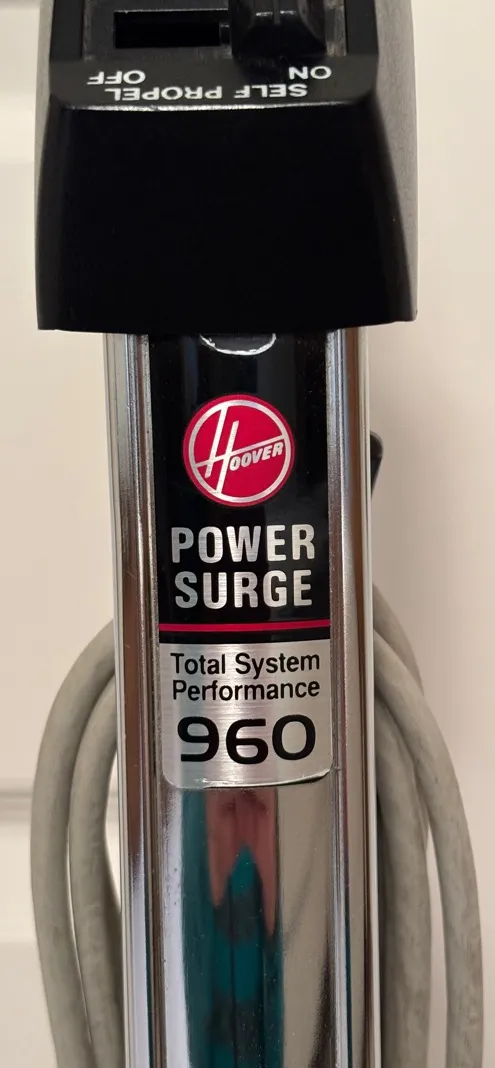 ON
SELF PROPEL
OFF
HOOVER
POWER
SURGE
Total System
Performance
960